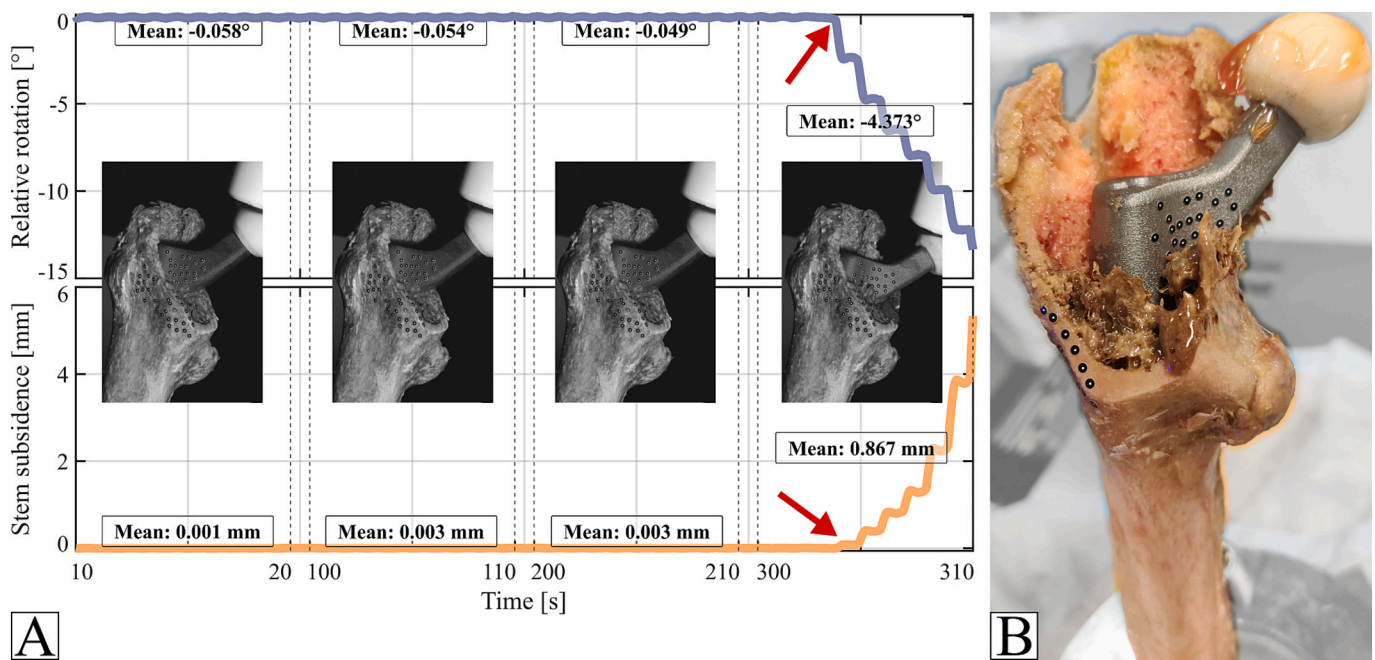 Relative rotation [°]
0
-5
-10
-15
Mean: -0.058°
Mean: -0.054°
Mean: -0.049°
Mean: -4.373°
Stem subsidence [mm]
6
4
2
0
Mean: 0.001 mm
Mean: 0.003 mm
Mean: 0.003 mm
Mean: 0.867 mm
10 20 100 110 200 210 300 310
Time [s]
A
B